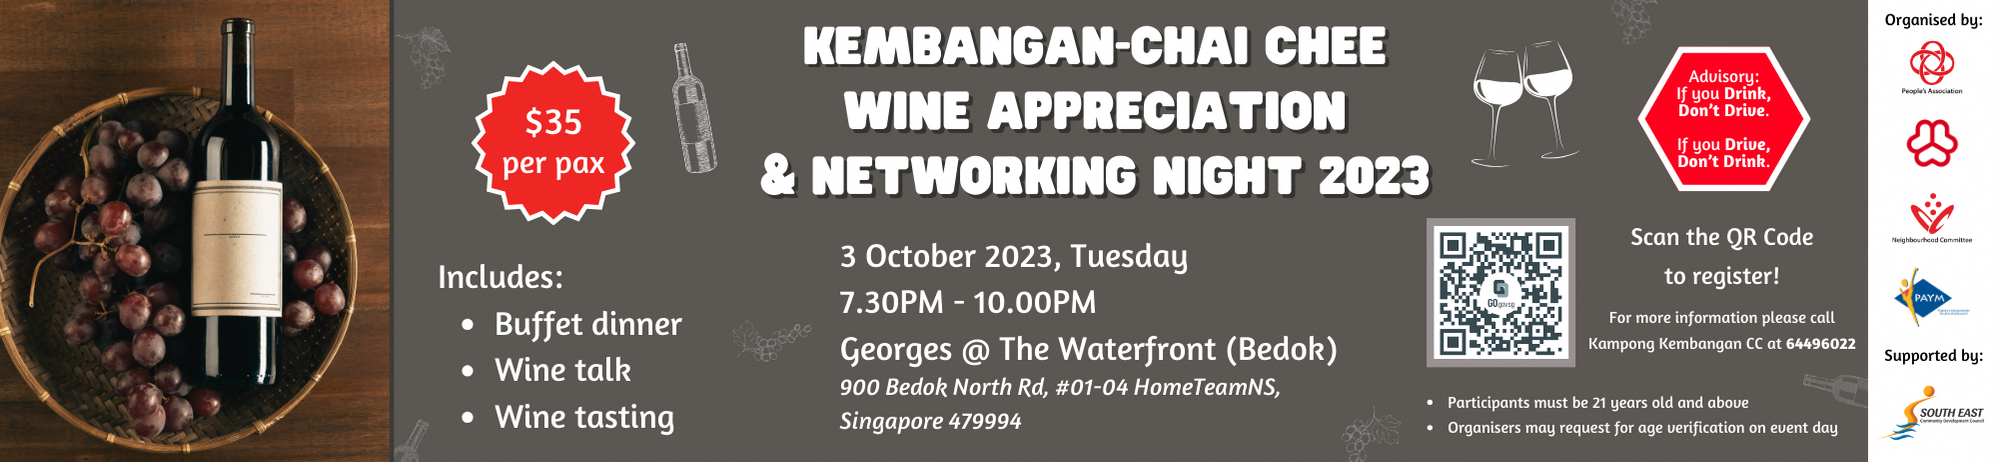 $35
per pax
Includes:
• Buffet dinner
• Wine talk
• Wine tasting
KEMBANGAN-CHAI CHEE
WINE APPRECIATION
& NETWORKING NIGHT 2023
3 October 2023, Tuesday
7.30PM - 10.00PM
Georges @ The Waterfront (Bedok)
900 Bedok North Rd, #01-04 HomeTeamNS,
Singapore 479994
Advisory:
If you Drink,
Don't Drive.
If you Drive,
Don't Drink.
GOgovsg
Scan the QR Code
to register!
For more information please call
Kampong Kembangan CC at 64496022
• Participants must be 21 years old and above
• Organisers may request for age verification on event day
Organised by:
People's Association
Neighbourhood Committee
PAYM
Supported by:
SOUTH EAST
Community Development Council